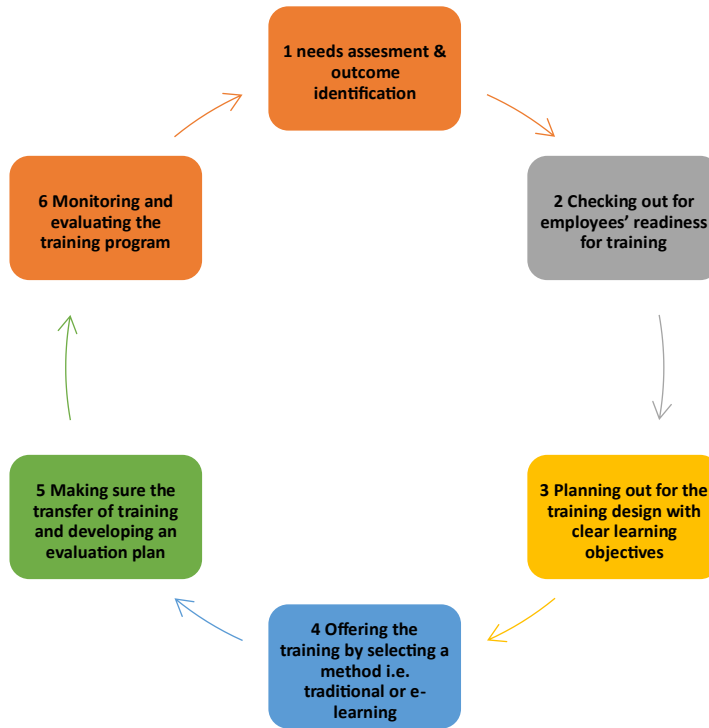 1 needs assesment &
outcome
identification
2 Checking out for
employees’ readiness
for training
3 Planning out for the
training design with
clear learning
objectives
4 Offering the
training by selecting a
method i.e.
traditional or e-
learning
5 Making sure the
transfer of training
and developing an
evaluation plan
6 Monitoring and
evaluating the
training program